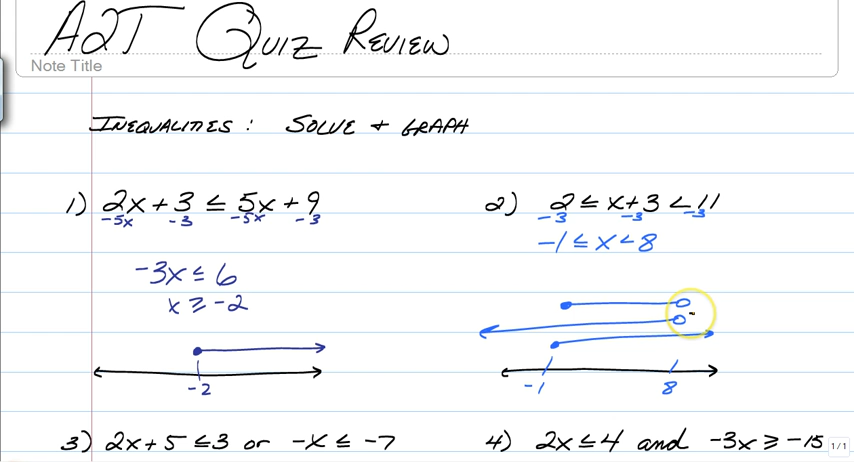 A2T Quiz Review
Note Title
Inequalities: Solve + Graph
1) 2x + 3 ≤ 5x + 9
-5x -3 -5x -3
-3x ≤ 6
x ≥ -2
-2
2) 2 ≤ x+3 < 11
-3 -3 -3
-1 ≤ x < 8
-1 8
3) 2x + 5 ≤ 3 or -x ≤ -7
4) 2x ≤ 4 and -3x ≥ -15
1/1